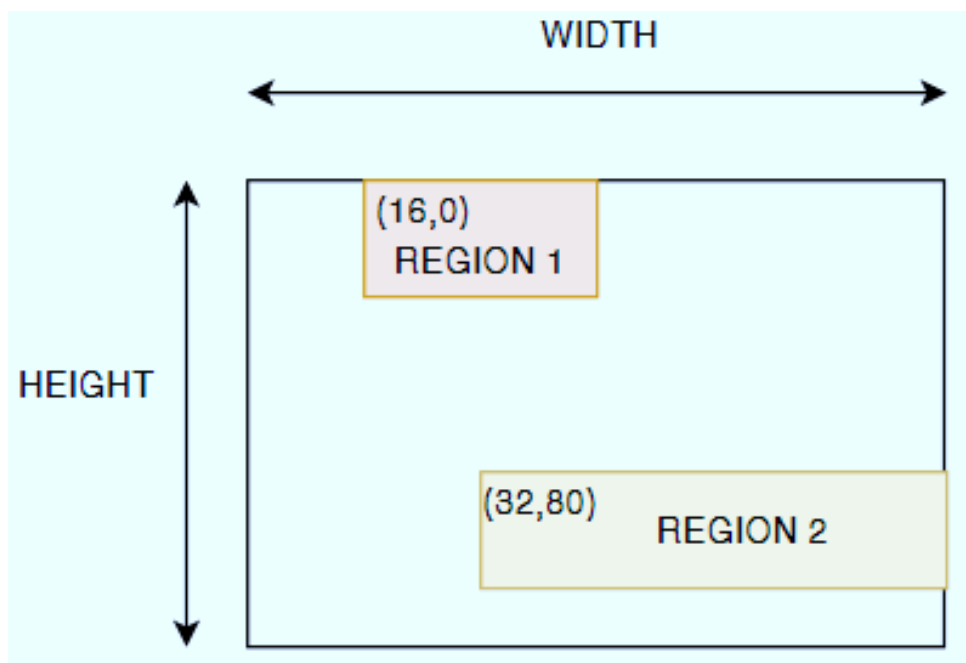 WIDTH
(16,0)
REGION 1
HEIGHT
(32,80)
REGION 2